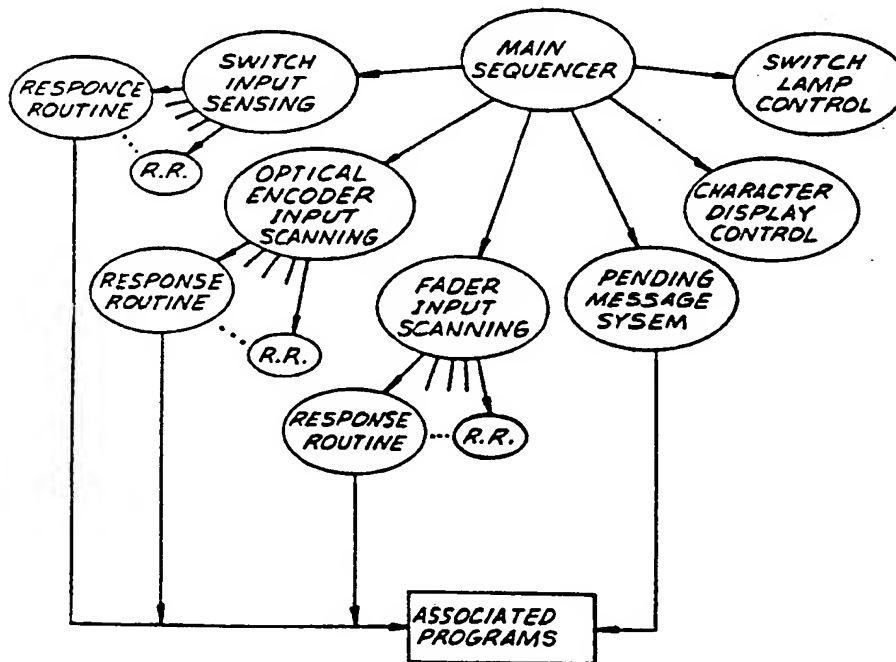 MAIN
SEQUENCER
SWITCH
INPUT
SENSING
SWITCH
LAMP
CONTROL
RESPONCE
ROUTINE
R.R.
OPTICAL
ENCODER
INPUT
SCANNING
CHARACTER
DISPLAY
CONTROL
RESPONSE
ROUTINE
R.R.
FADER
INPUT
SCANNING
PENDING
MESSAGE
SYSEM
RESPONSE
ROUTINE
R.R.
ASSOCIATED
PROGRAMS